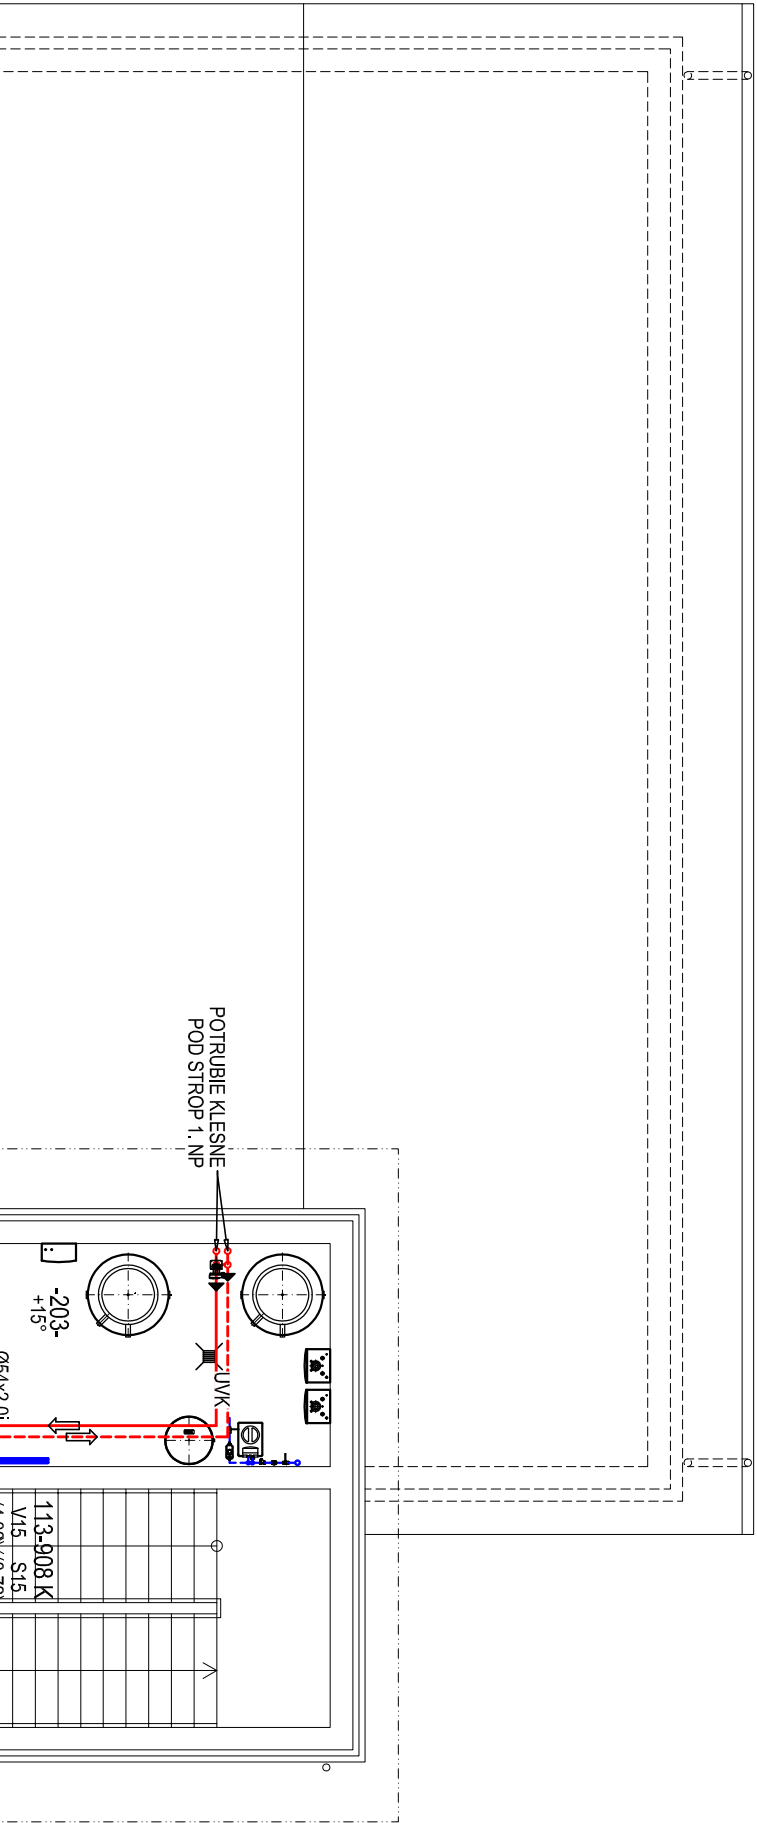 POTRUBIE KLESNE
POD STROP 1. NP
-203-
+15°
UVK
113-908 K
V15 S15